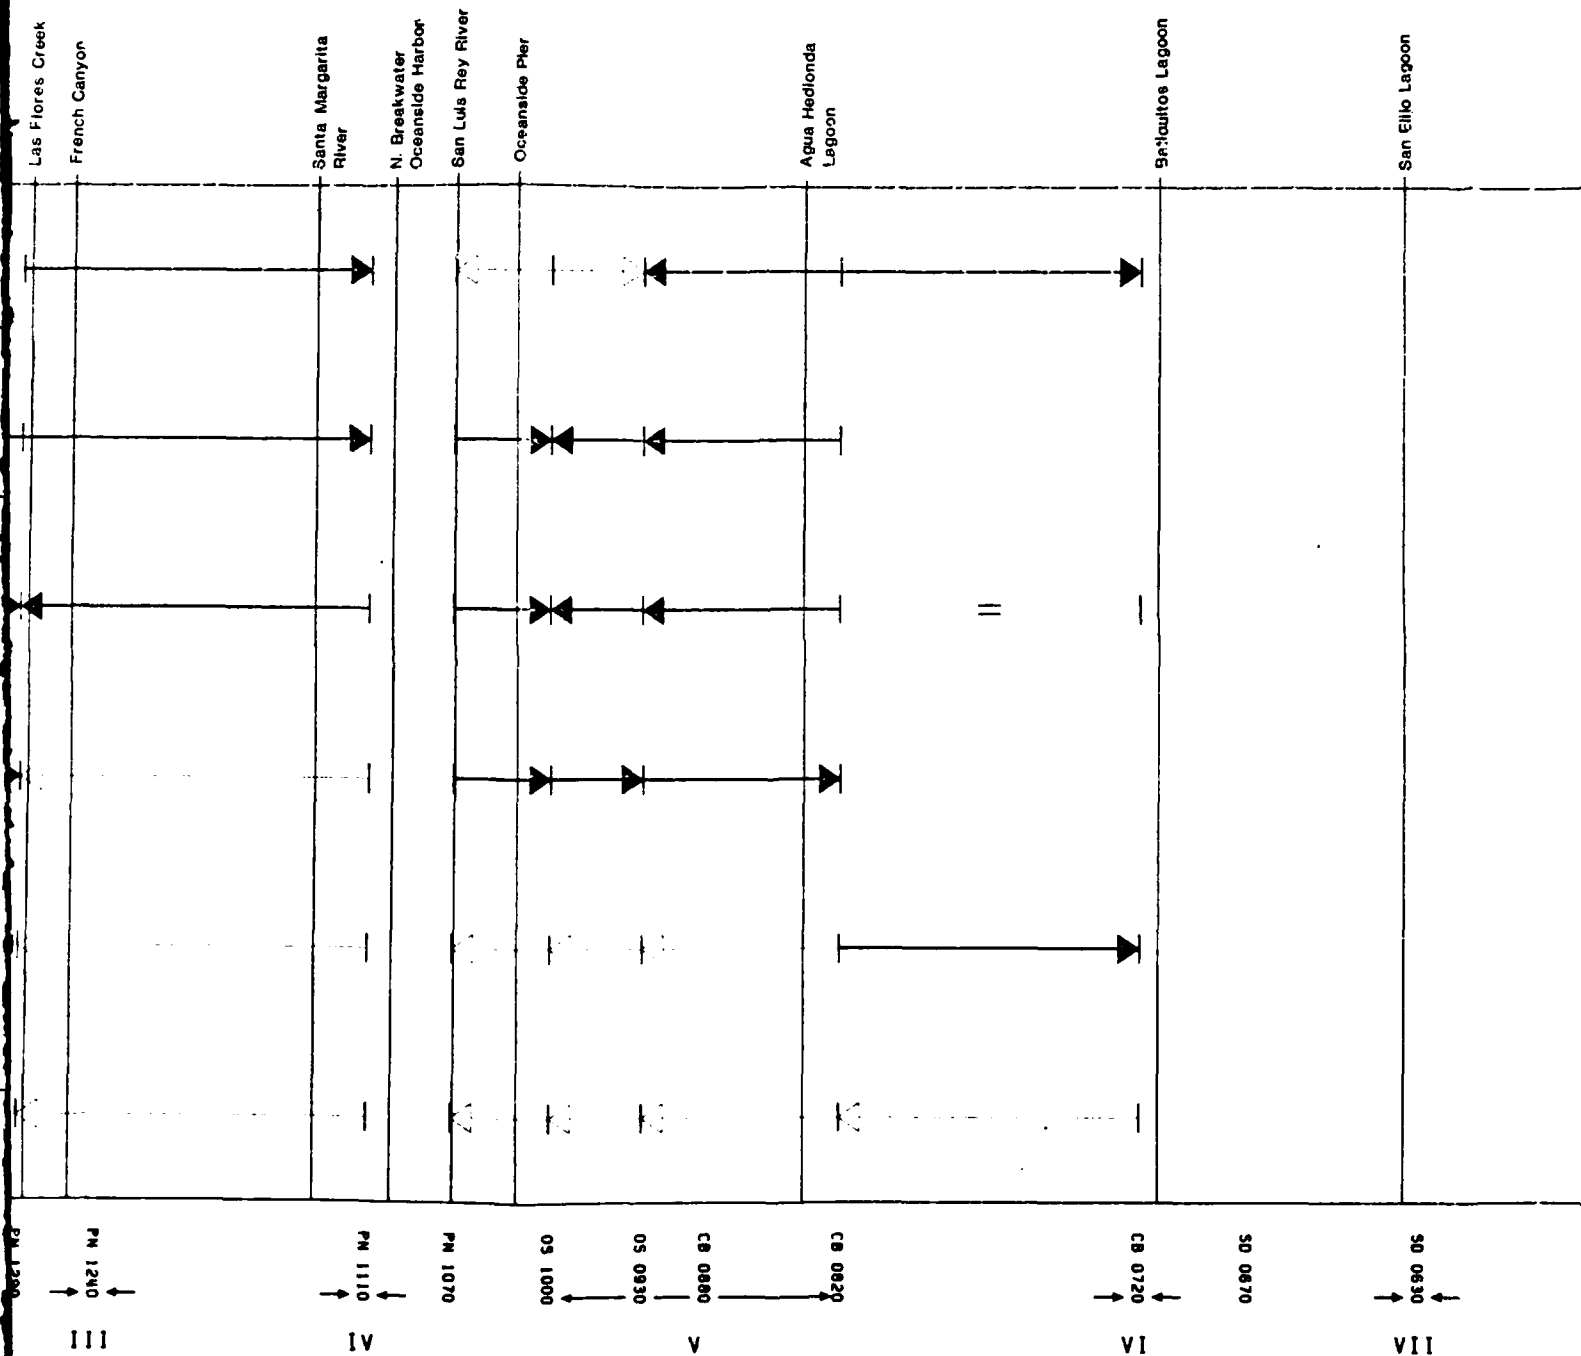 Las Flores Creek
French Canyon
Santa Margarita
River
N. Breakwater
Oceanside Harbor
San Luis Rey River
Oceanside Pier
Agua Hedionda
Lagoon
Batiquitos Lagoon
San Elijo Lagoon
PN 1240
PN 1110
PN 1070
OS 1000
OS 0930
CB 0880
CB 0820
CB 0720
SD 0670
SD 0630
III
IV
V
VI
VII